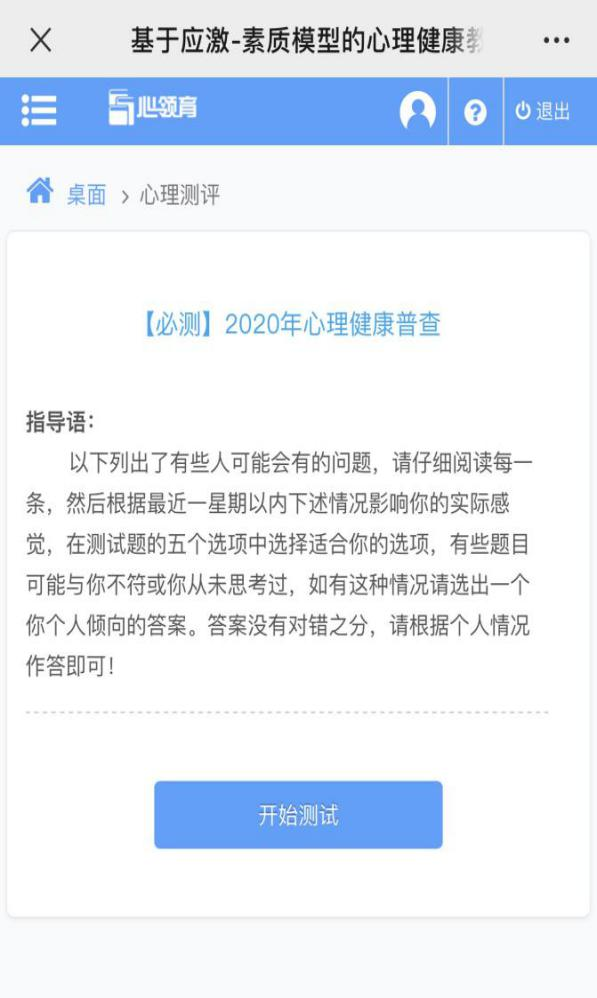 基于应激-素质模型的心理健康教
心领育
退出
桌面 > 心理测评
【必测】2020年心理健康普查
指导语：
以下列出了有些人可能会有的问题，请仔细阅读每一
条，然后根据最近一星期以内下述情况影响你的实际感
觉，在测试题的五个选项中选择适合你的选项，有些题目
可能与你不符或你从未思考过，如有这种情况请选出一个
你个人倾向的答案。答案没有对错之分，请根据个人情况
作答即可！
开始测试